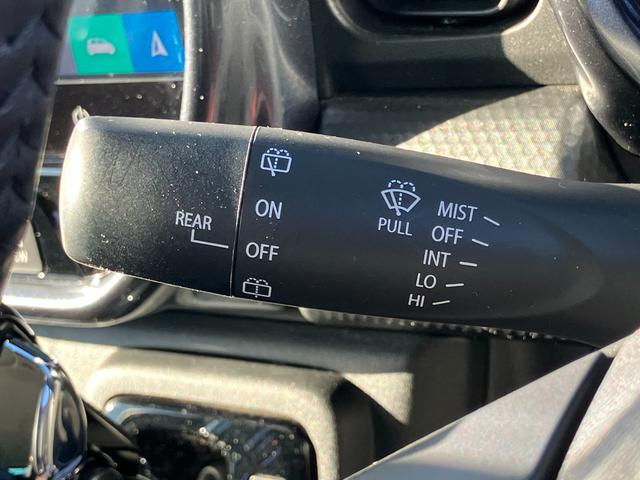 REAR
ON
OFF
PULL
MIST
OFF
INT
LO
HI